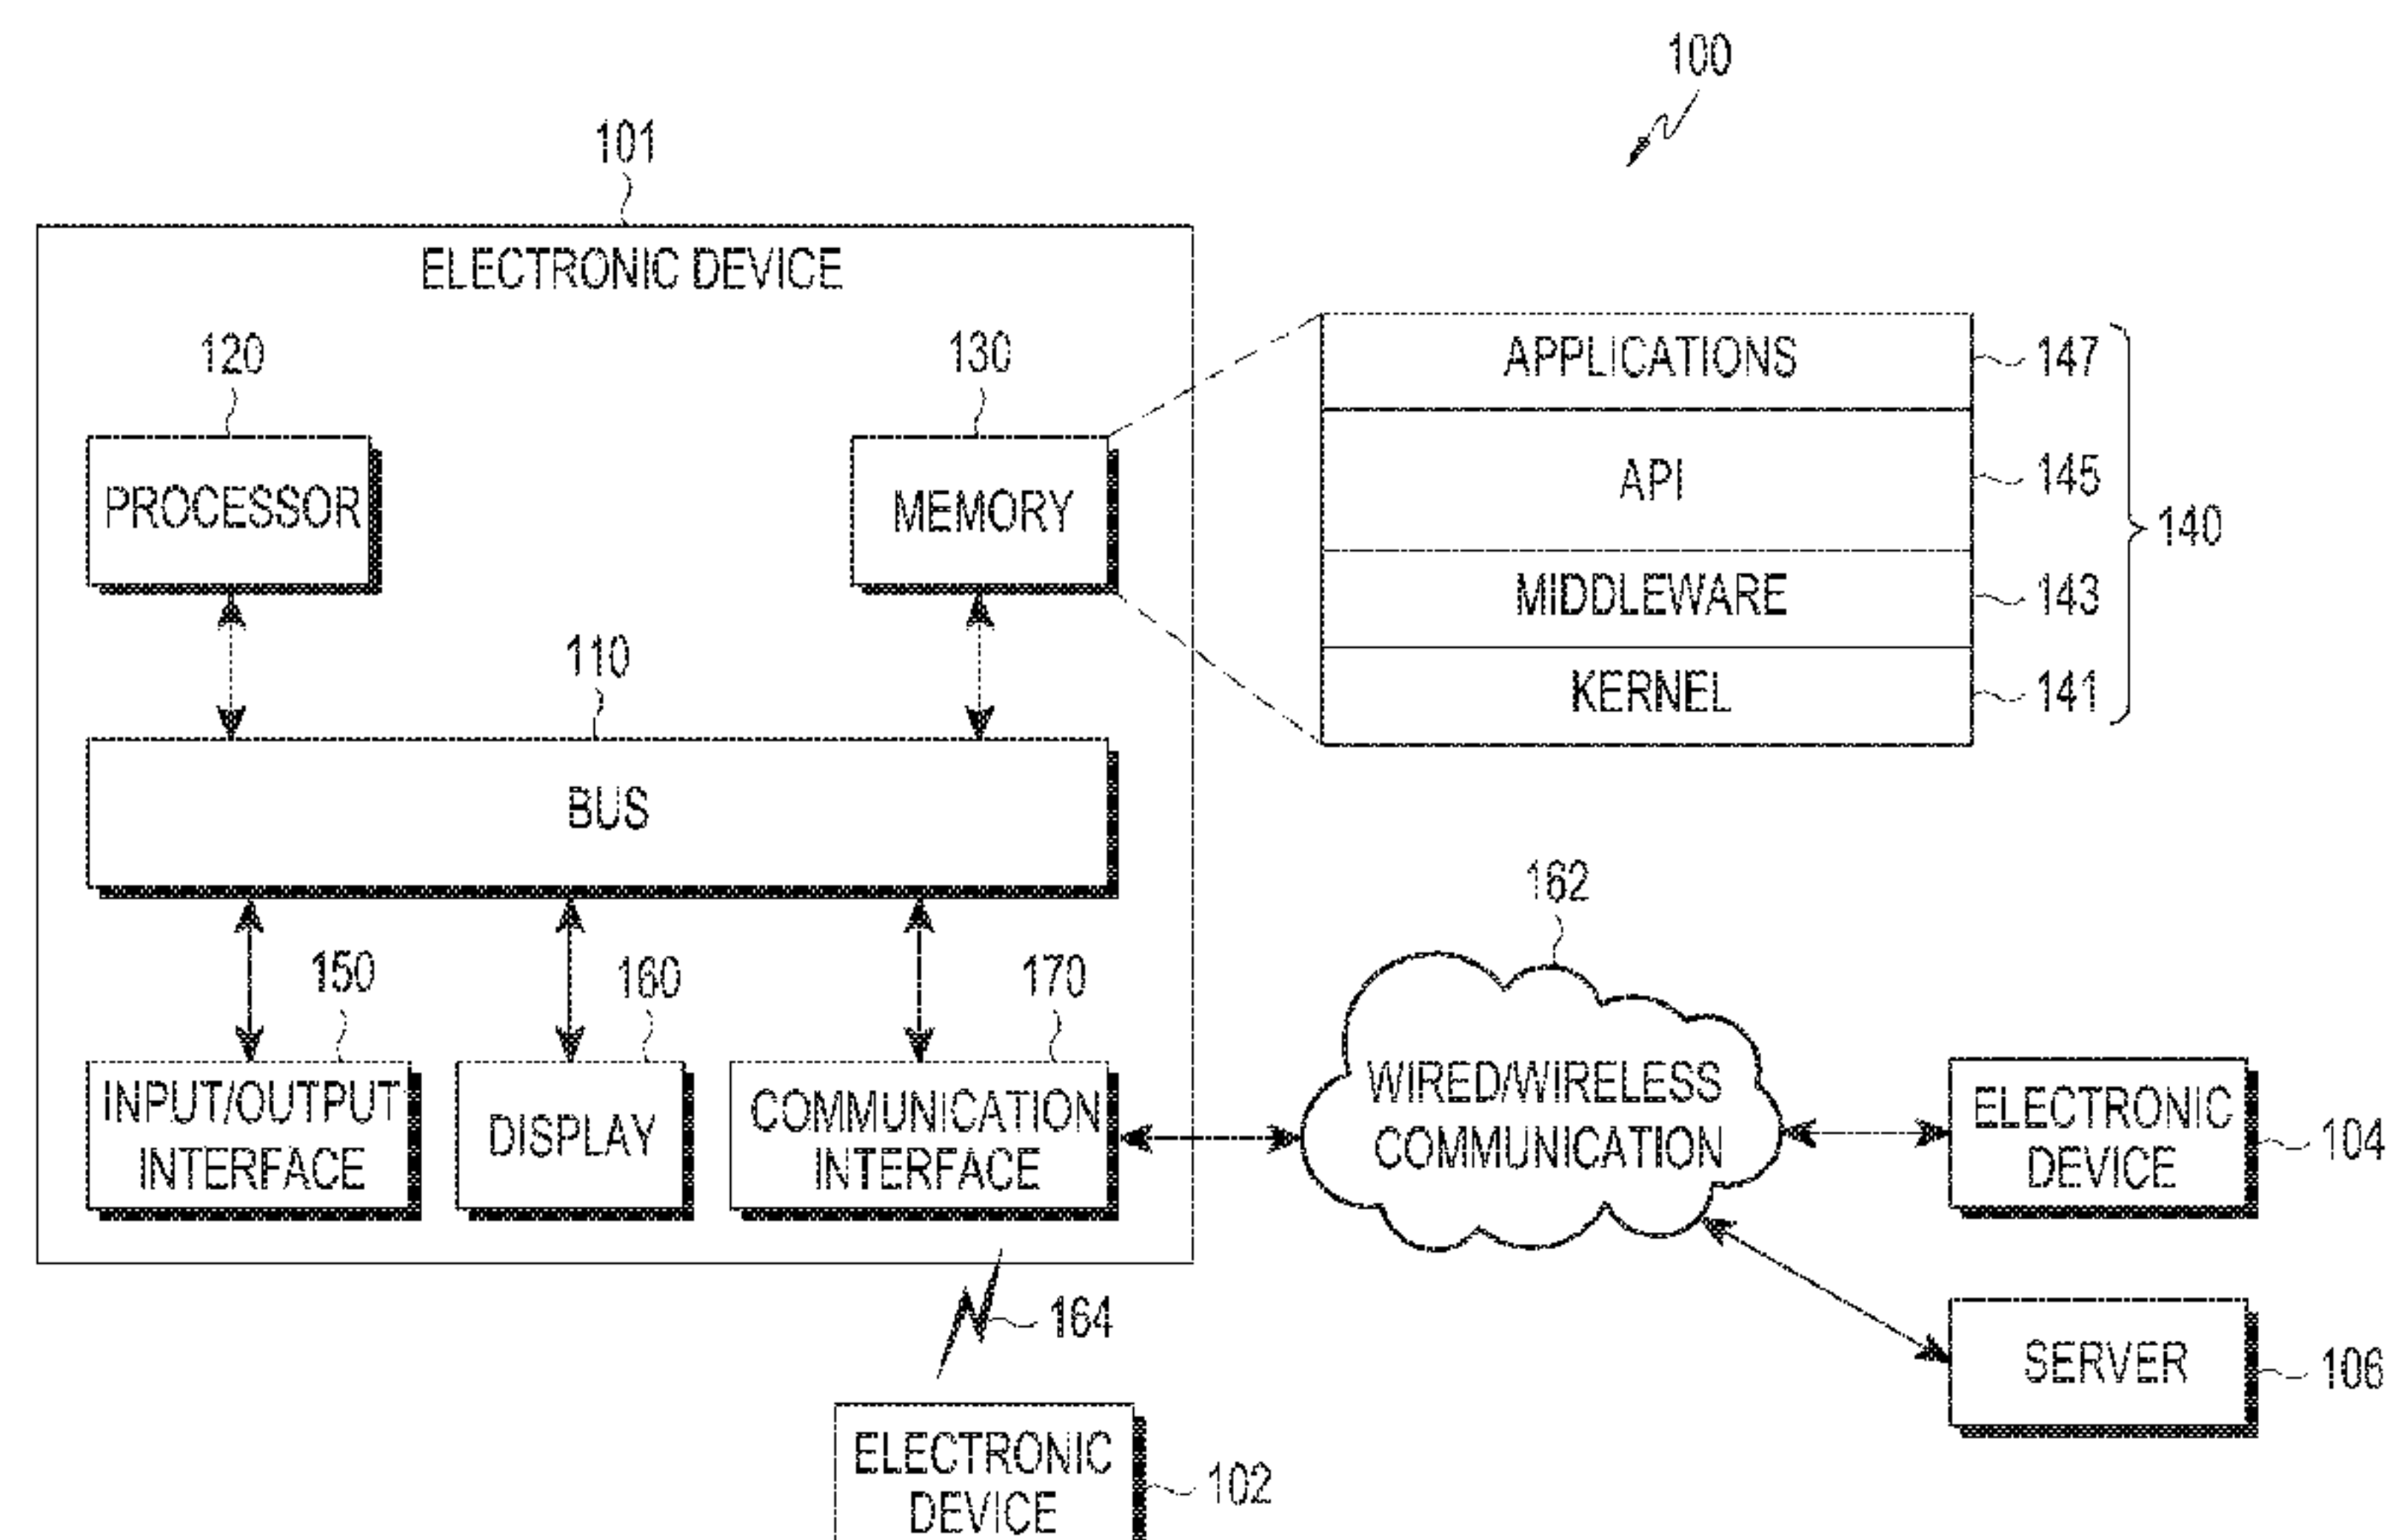 100
101
ELECTRONIC DEVICE
120
130
PROCESSOR
MEMORY
110
BUS
150
160
170
INPUT/OUTPUT
INTERFACE
DISPLAY
COMMUNICATION
INTERFACE
APPLICATIONS
147
API
145
MIDDLEWARE
143
KERNEL
141
140
162
WIRED/WIRELESS
COMMUNICATION
ELECTRONIC
DEVICE
104
SERVER
106
164
ELECTRONIC
DEVICE
102